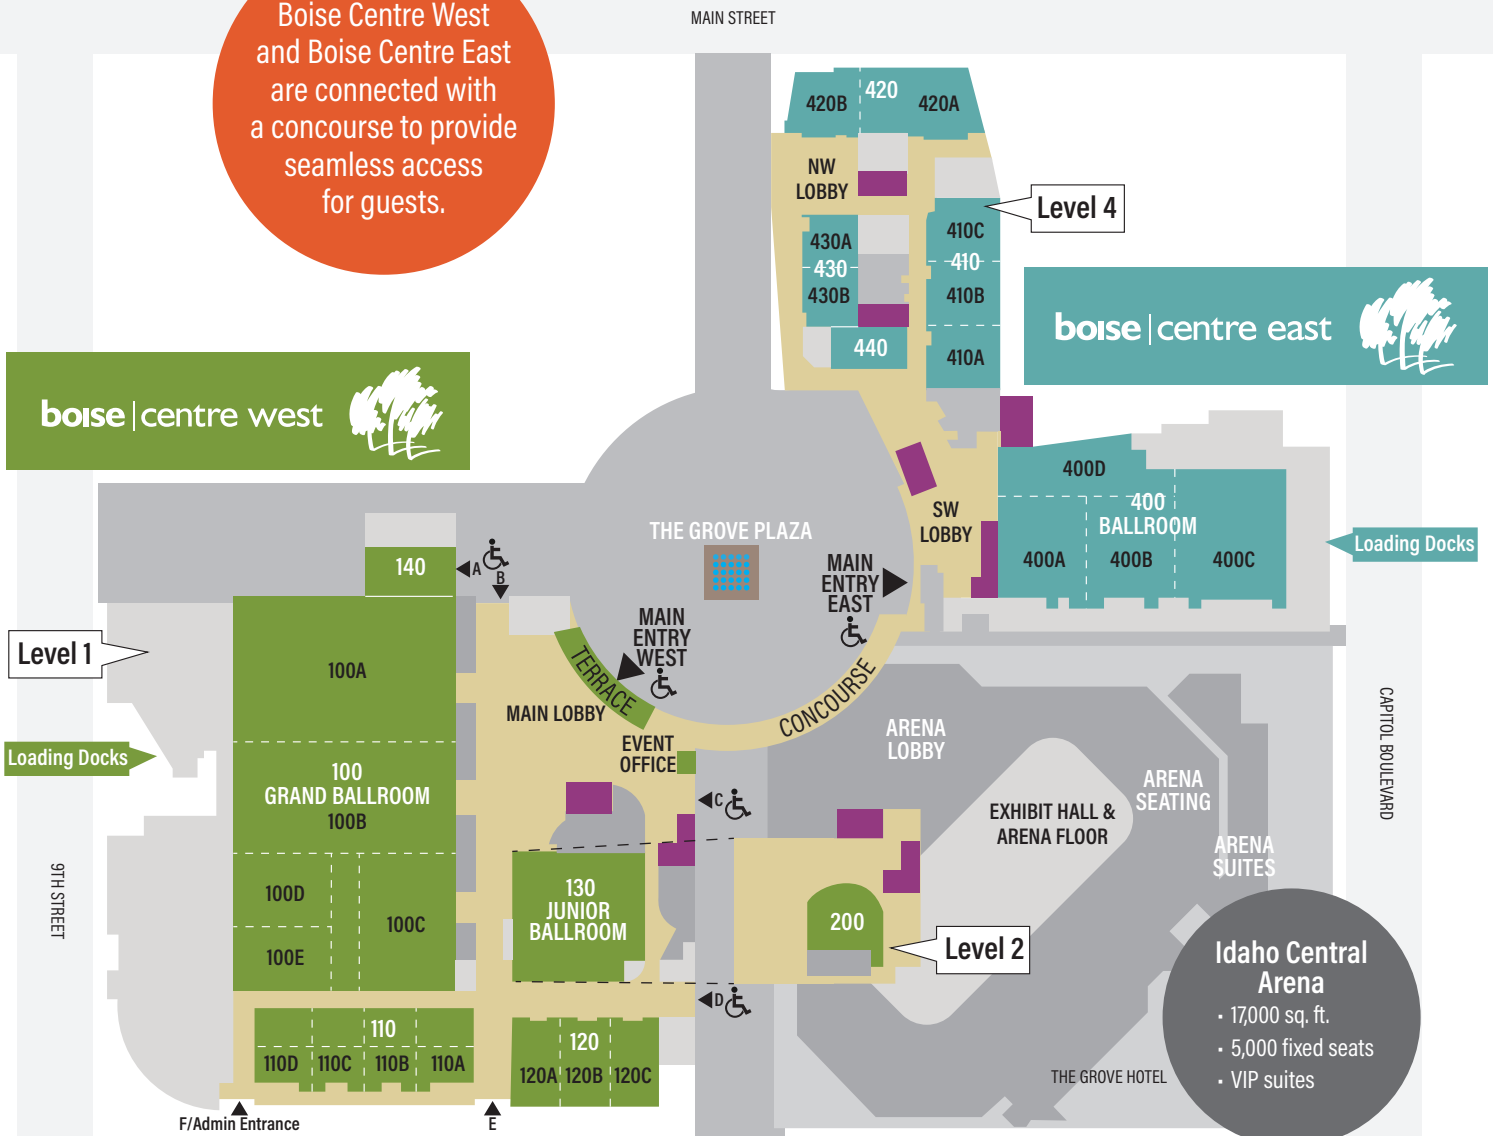 MAIN STREET
Boise Centre West
and Boise Centre East
are connected with
a concourse to provide
seamless access
for guests.
420B
420
420A
NW
LOBBY
Level 4
430A
430
430B
410C
410
410B
410A
440
boise | centre east
boise | centre west
400D
400
BALLROOM
400A
400B
400C
Loading Docks
SW
LOBBY
THE GROVE PLAZA
MAIN
ENTRY
EAST
140
A
B
MAIN
ENTRY
WEST
TERRACE
CONCOURSE
Level 1
100A
MAIN LOBBY
EVENT
OFFICE
Loading Docks
100
GRAND BALLROOM
100B
ARENA
LOBBY
ARENA
SEATING
EXHIBIT HALL &
ARENA FLOOR
ARENA
SUITES
CAPITOL BOULEVARD
C
9TH STREET
100D
100C
100E
130
JUNIOR
BALLROOM
200
Level 2
D
Idaho Central
Arena
· 17,000 sq. ft.
· 5,000 fixed seats
· VIP suites
110
110D
110C
110B
110A
120
120A
120B
120C
THE GROVE HOTEL
F/Admin Entrance
E